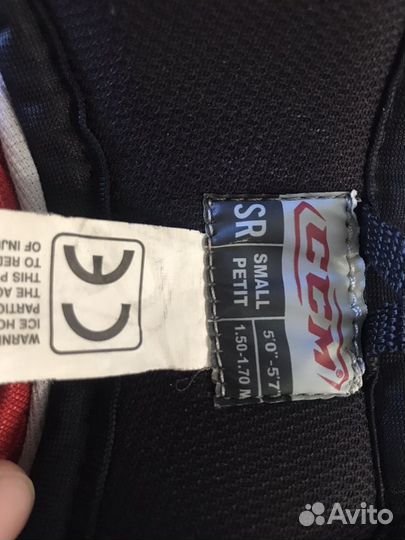 CCM®
SR
SMALL
PETIT
5'0"-5'7
1.50-1.70 M
CE
WARNI
ICE HO
PARTIC
THE A
THIS P
TO RED
OF INJ
Avito